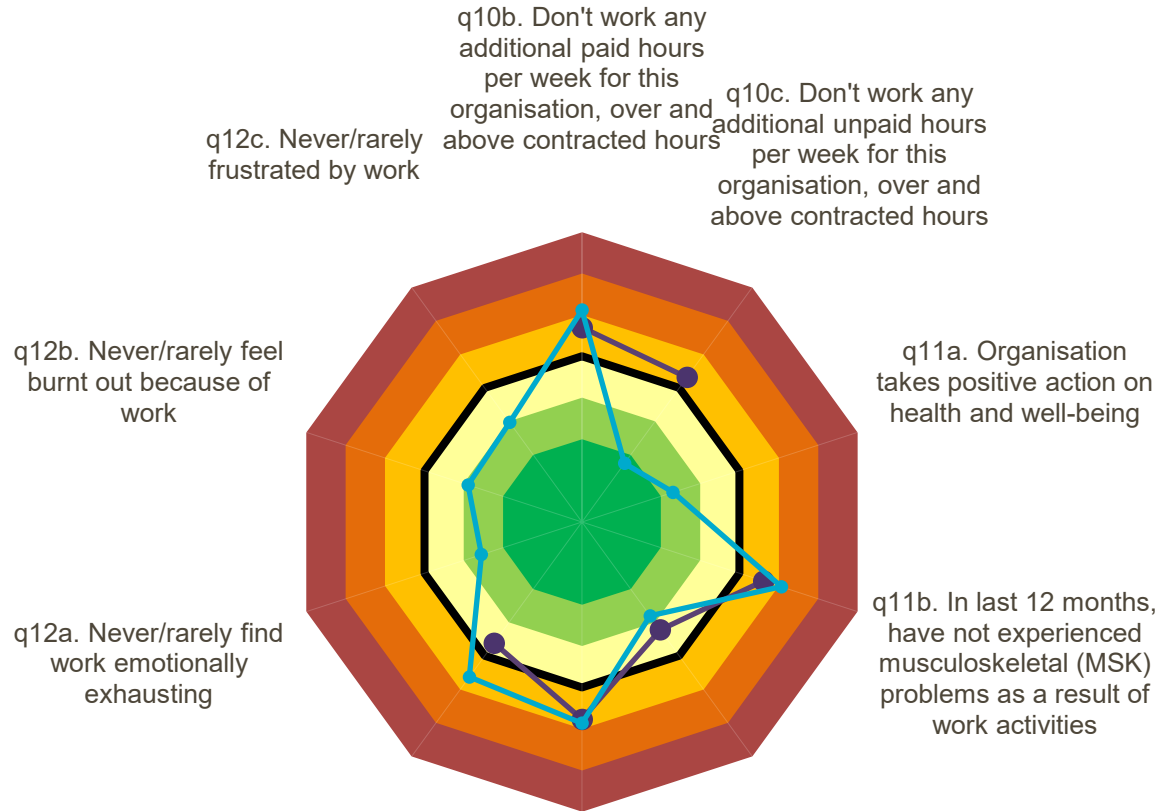 q10b. Don't work any
additional paid hours
per week for this
organisation, over and
above contracted hours
q10c. Don't work any
additional unpaid hours
per week for this
organisation, over and
above contracted hours
q11a. Organisation
takes positive action on
health and well-being
q11b. In last 12 months,
have not experienced
musculoskeletal (MSK)
problems as a result of
work activities
q12a. Never/rarely find
work emotionally
exhausting
q12b. Never/rarely feel
burnt out because of
work
q12c. Never/rarely
frustrated by work